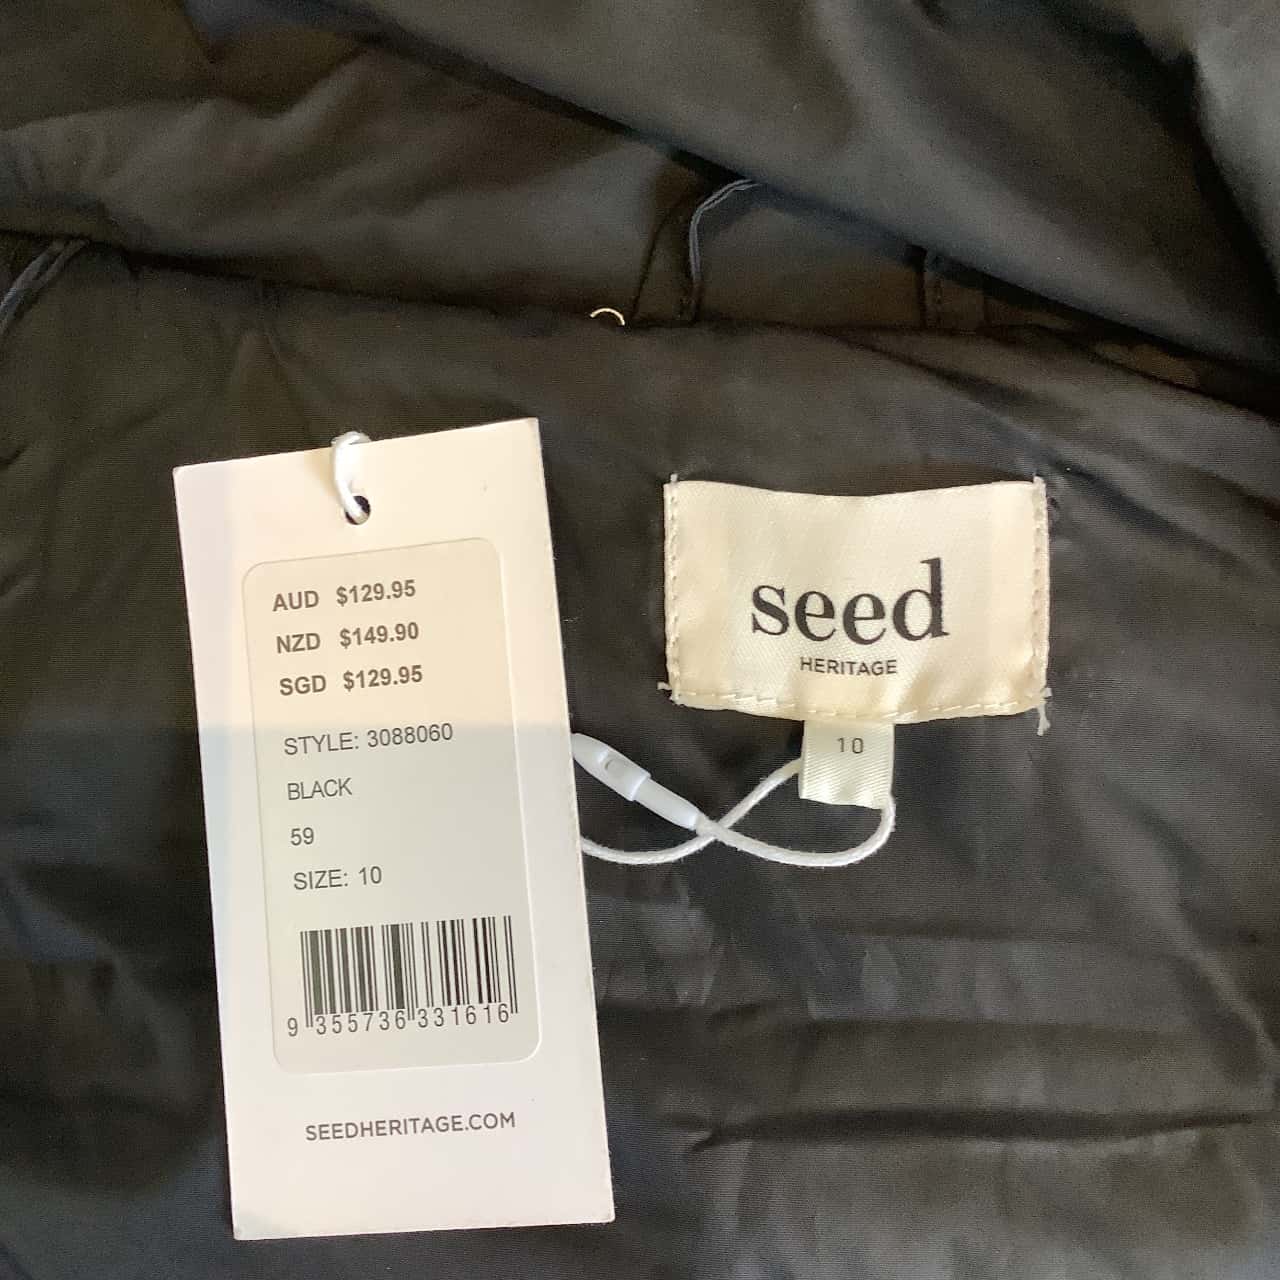 AUD $129.95
NZD $149.90
SGD $129.95
STYLE: 3088060
BLACK
59
SIZE: 10
9 355736 331616
SEEDHERITAGE.COM
seed
HERITAGE
10